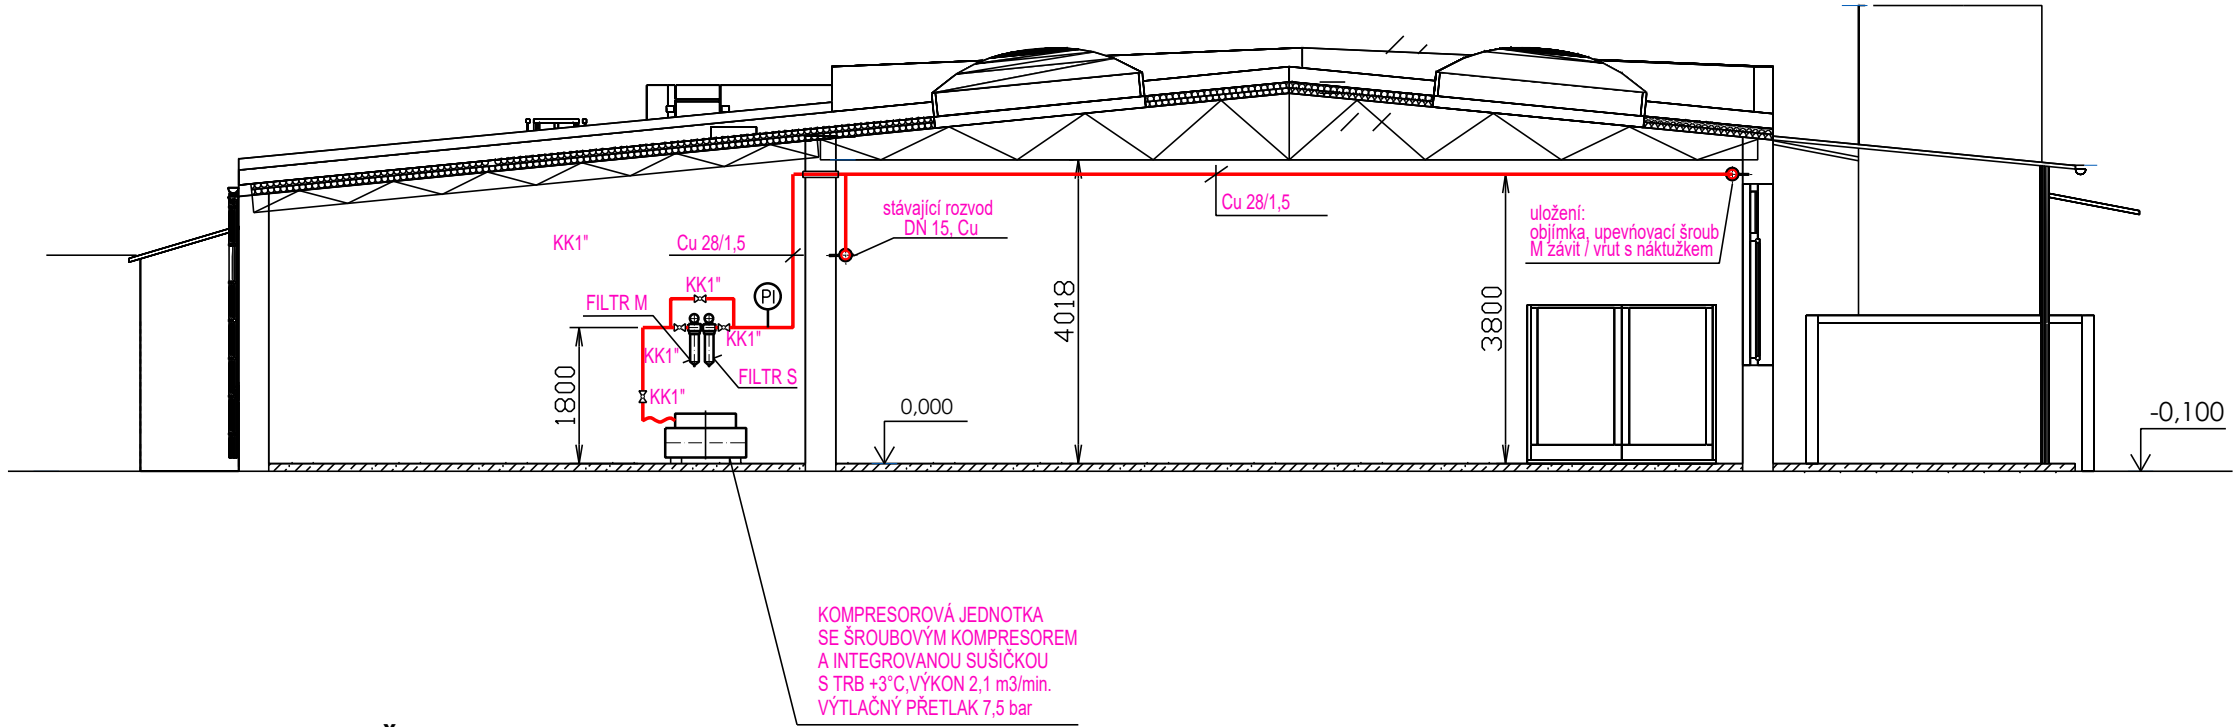 KK1"
Cu 28/1,5
stávající rozvod
DN 15, Cu
Cu 28/1,5
uložení:
objímka, upevňovací šroub
M závit / vrut s náktužkem
KK1"
FILTR M
PI
KK1"
KK1"
FILTR S
KK1"
1800
4018
3800
0,000
-0,100
KOMPRESOROVÁ JEDNOTKA
SE ŠROUBOVÝM KOMPRESOREM
A INTEGROVANOU SUŠIČKOU
S TRB +3°C,VÝKON 2,1 m3/min.
VÝTLAČNÝ PŘETLAK 7,5 bar